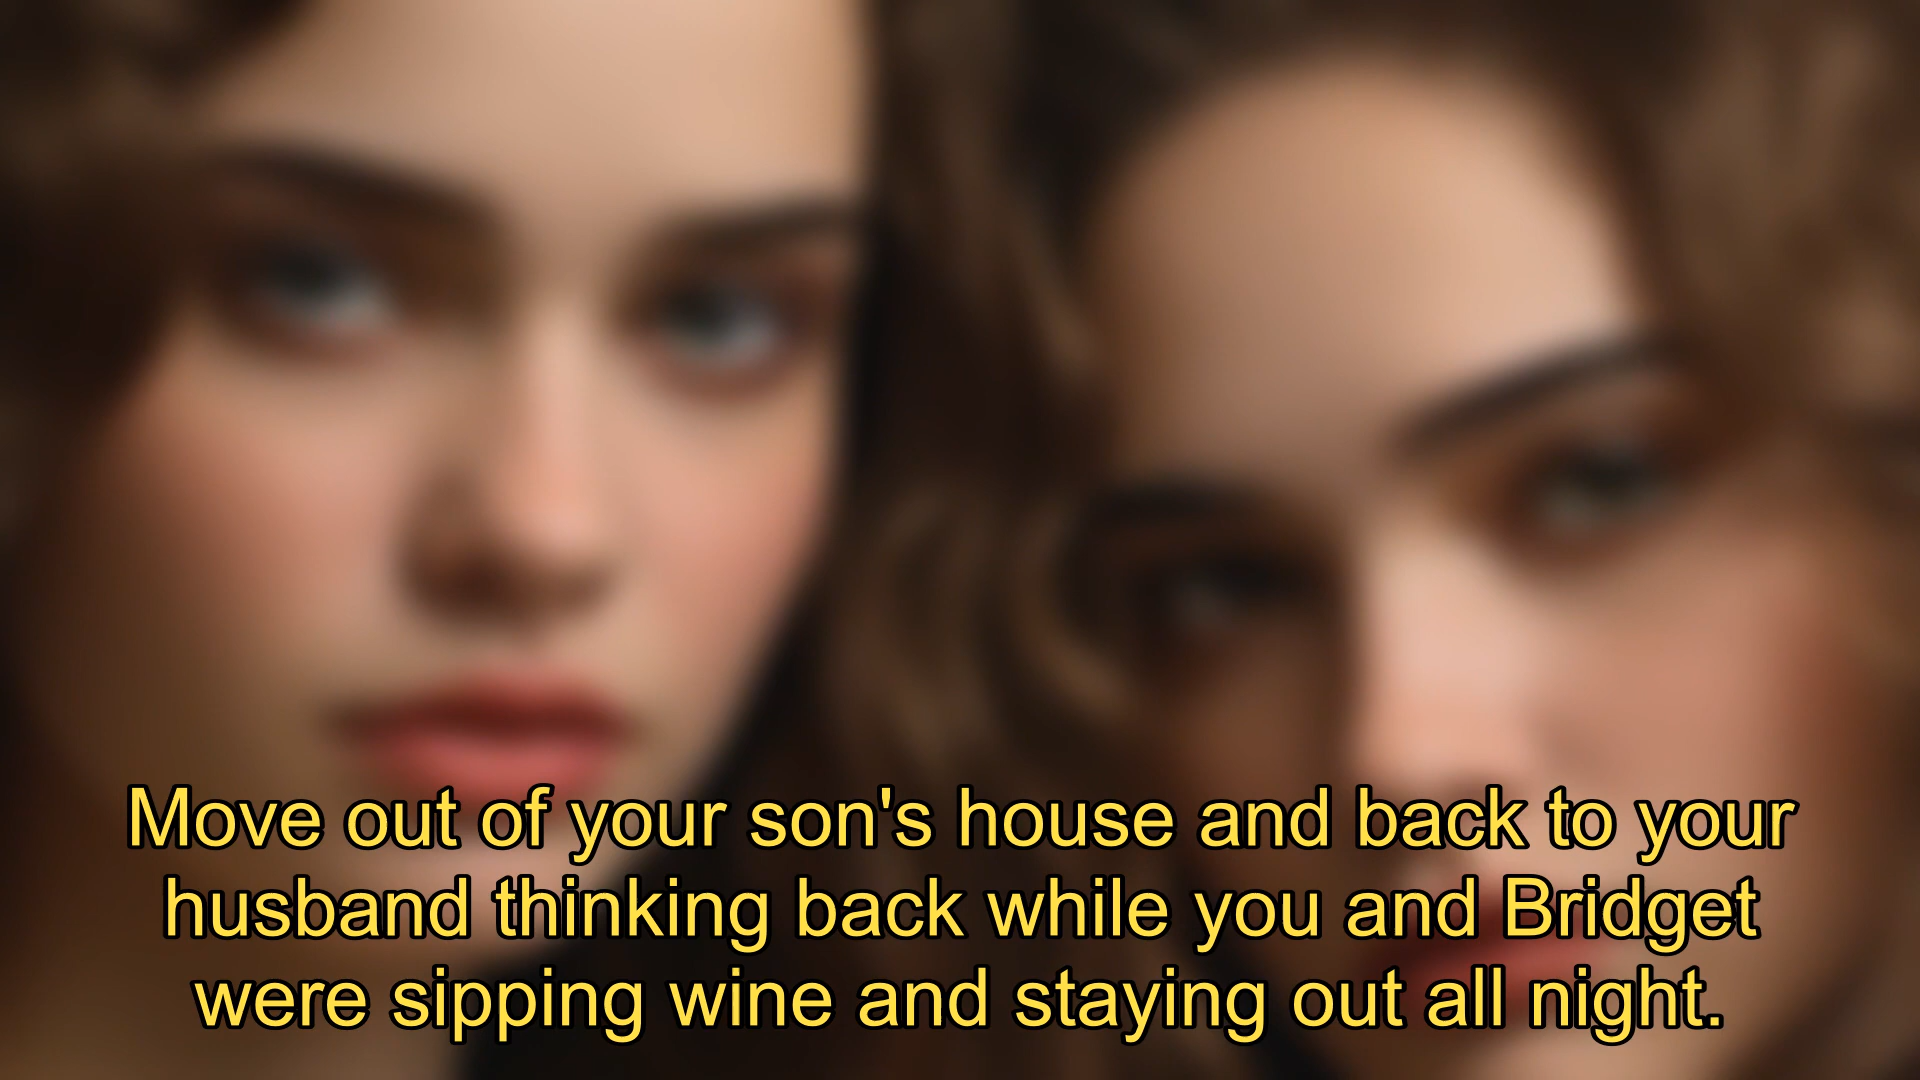 Move out of your son's house and back to your
husband thinking back while you and Bridget
were sipping wine and staying out all night.